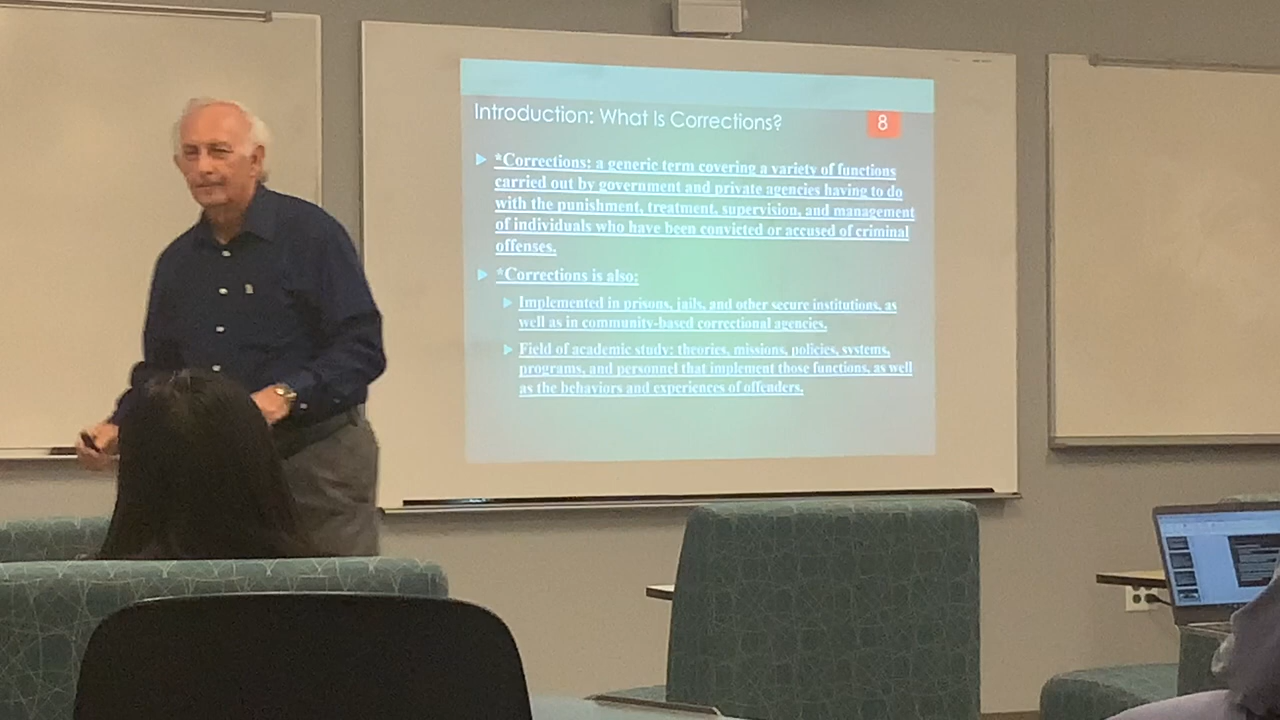 Introduction: What Is Corrections?
8
*Corrections: a generic term covering a variety of functions
carried out by government and private agencies having to do
with the punishment, treatment, supervision, and management
of individuals who have been convicted or accused of criminal
offenses.
*Corrections is also:
Implemented in prisons, jails, and other secure institutions, as
well as in community-based correctional agencies.
Field of academic study: theories, missions, policies, systems,
programs, and personnel that implement those functions, as well
as the behaviors and experiences of offenders.